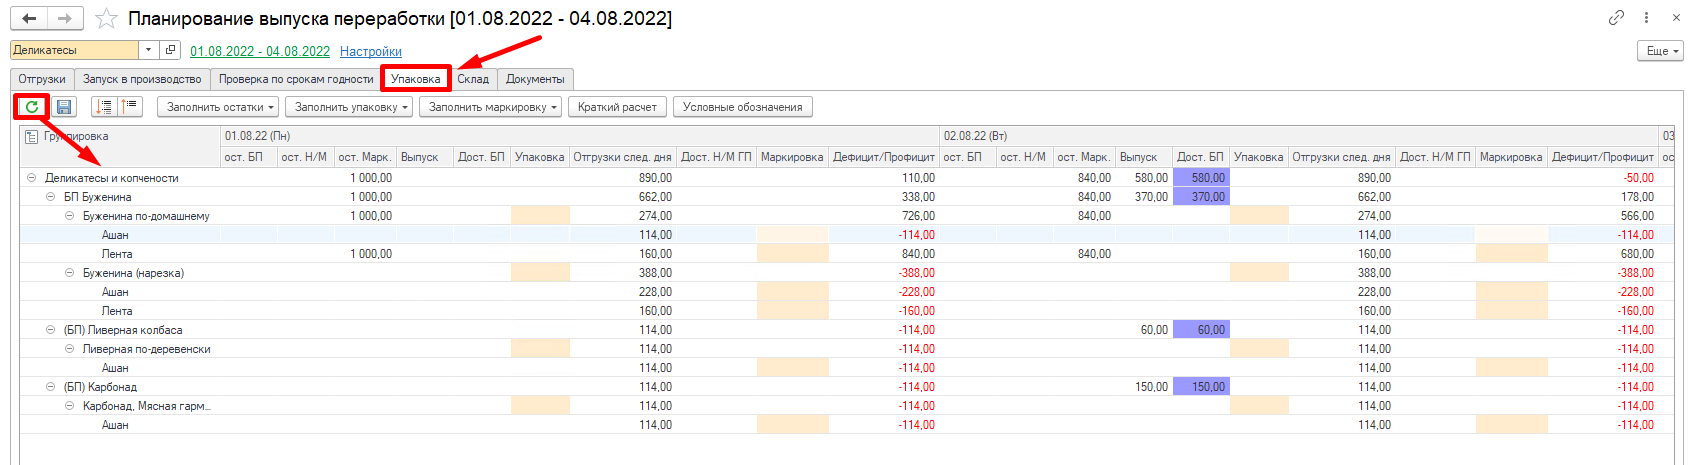 Планирование выпуска переработки [01.08.2022 - 04.08.2022]
Деликатесы 01.08.2022 - 04.08.2022 Настройки Еще
Отгрузки Запуск в производство Проверка по срокам годности Упаковка Склад Документы
Заполнить остатки Заполнить упаковку Заполнить маркировку Краткий расчет Условные обозначения
Группировка 01.08.22 (Пн) 02.08.22 (Вт) 03
ост. БП ост. Н/М ост. Марк. Выпуск Дост. БП Упаковка Отгрузки след. дня Дост. Н/М ГП Маркировка Дефицит/Профицит ост. БП ост. Н/М ост. Марк. Выпуск Дост. БП Упаковка Отгрузки след. дня Дост. Н/М ГП Маркировка Дефицит/Профицит ос
Деликатесы и копчености 1 000,00 890,00 110,00 840,00 580,00 580,00 890,00 -50,00
БП Буженина 1 000,00 662,00 338,00 840,00 370,00 370,00 662,00 178,00
Буженина по-домашнему 1 000,00 274,00 726,00 840,00 274,00 566,00
Ашан 114,00 -114,00 114,00 -114,00
Лента 1 000,00 160,00 840,00 840,00 160,00 680,00
Буженина (нарезка) 388,00 -388,00 388,00 -388,00
Ашан 228,00 -228,00 228,00 -228,00
Лента 160,00 -160,00 160,00 -160,00
(БП) Ливерная колбаса 114,00 -114,00 60,00 60,00 114,00 -114,00
Ливерная по-деревенски 114,00 -114,00 114,00 -114,00
Ашан 114,00 -114,00 114,00 -114,00
(БП) Карбонад 114,00 -114,00 150,00 150,00 114,00 -114,00
Карбонад, Мясная гарм... 114,00 -114,00 114,00 -114,00
Ашан 114,00 -114,00 114,00 -114,00